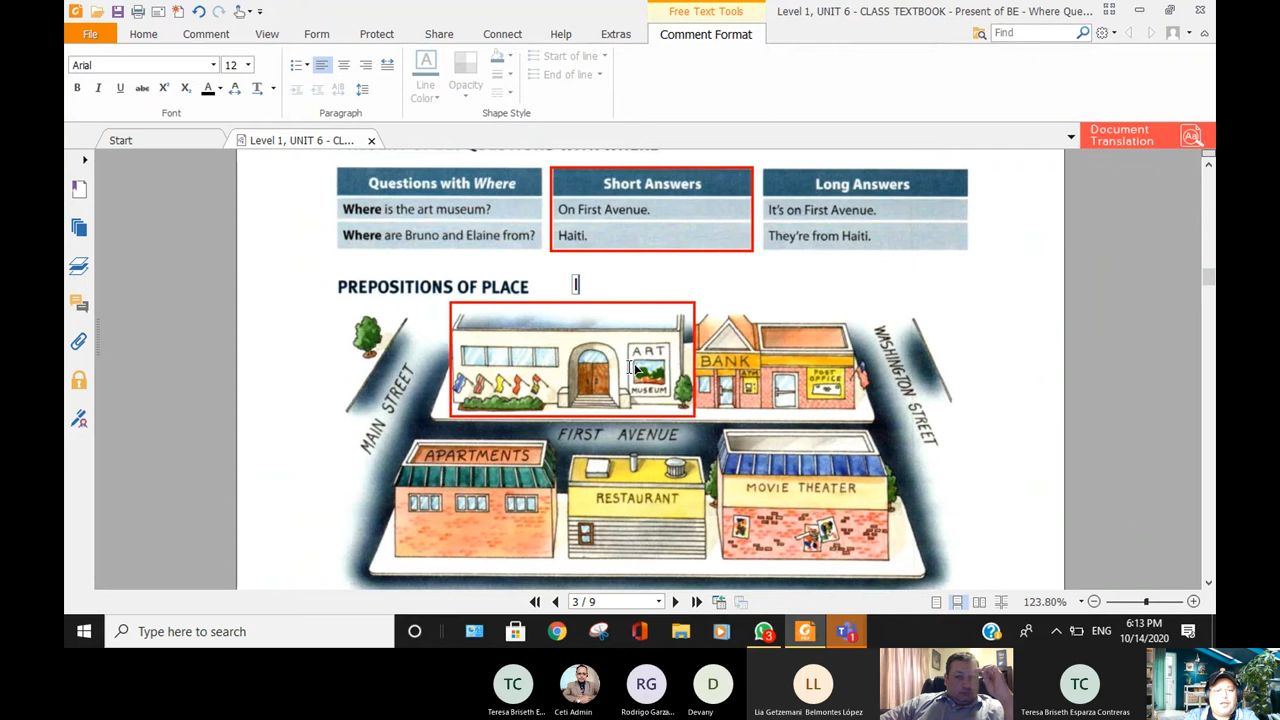 Free Text Tools
Level 1, UNIT 6 - CLASS TEXTBOOK - Present of BE - Where Que...
File Home Comment View Form Protect Share Connect Help Extras Comment Format Find
Arial 12
Line Color
Opacity
Start of line
End of line
Font Paragraph Shape Style
Start Level 1, UNIT 6 - CL...
Document Translation
Questions with Where Short Answers Long Answers
Where is the art museum? On First Avenue. It's on First Avenue.
Where are Bruno and Elaine from? Haiti. They're from Haiti.
PREPOSITIONS OF PLACE
ART
MUSEUM
BANK
ATM
POST OFFICE
MAIN STREET
WASHINGTON STREET
FIRST AVENUE
APARTMENTS
RESTAURANT
MOVIE THEATER
3 / 9 123.80%
Type here to search
ENG
6:13 PM
10/14/2020
TC RG D LL TC
Teresa Briseth E... Ceti Admin Rodrigo Garza... Devany Lia Getzemani Belmontes López Teresa Briseth Esparza Contreras